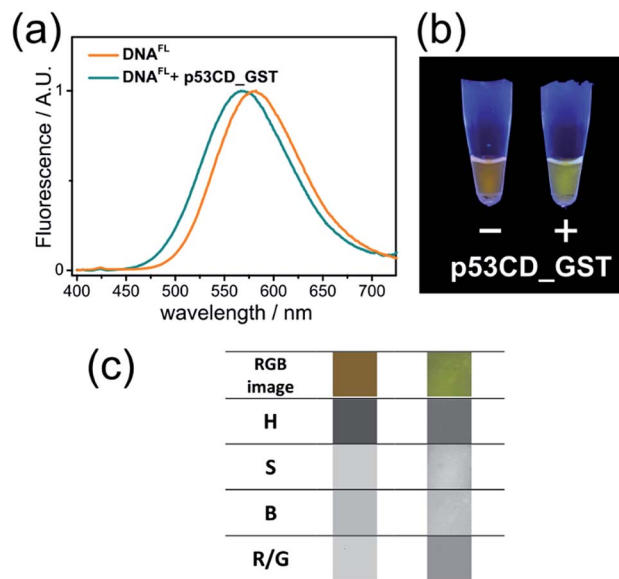 (a)
DNA^FL
DNA^FL + p53CD_GST
Fluorescence / A.U.
1
0
400 450 500 550 600 650 700
wavelength / nm
(b)
− +
p53CD_GST
(c)
RGB
image
H
S
B
R/G